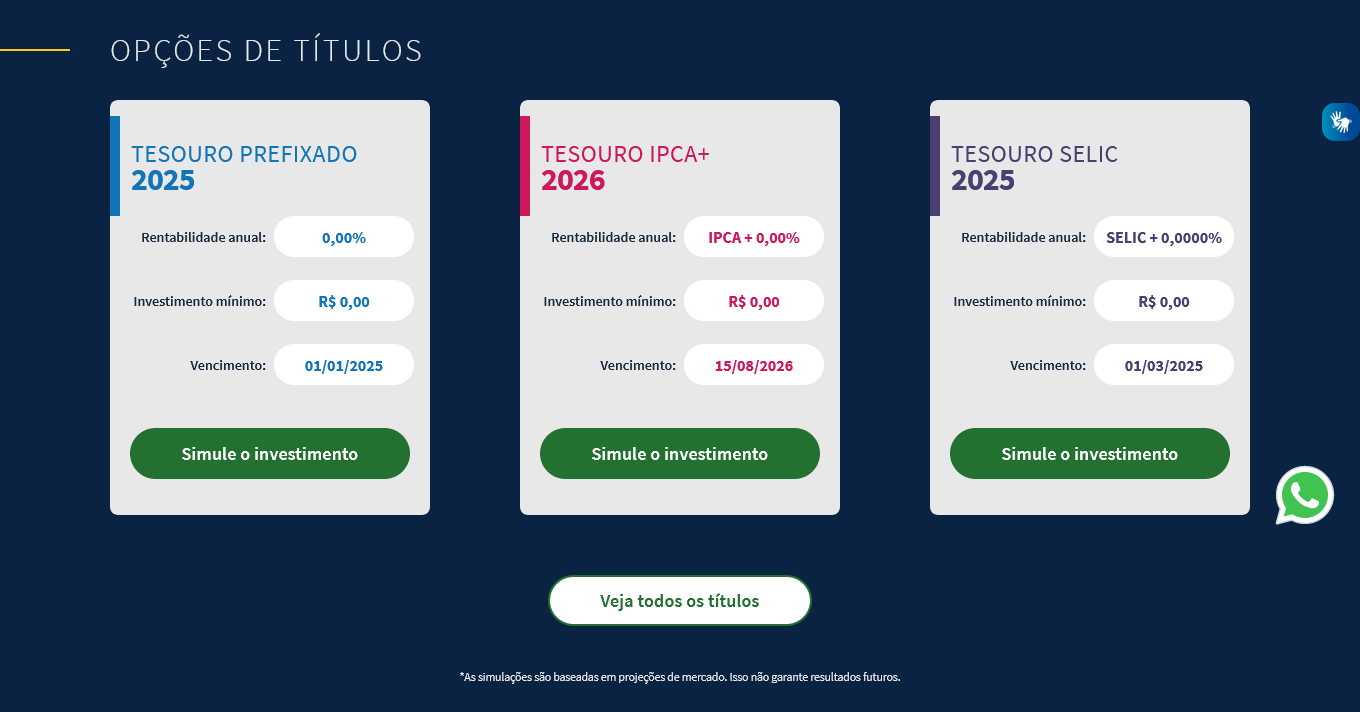 OPÇÕES DE TÍTULOS
TESOURO PREFIXADO
2025
Rentabilidade anual: 0,00%
Investimento mínimo: R$ 0,00
Vencimento: 01/01/2025
Simule o investimento
TESOURO IPCA+
2026
Rentabilidade anual: IPCA + 0,00%
Investimento mínimo: R$ 0,00
Vencimento: 15/08/2026
Simule o investimento
TESOURO SELIC
2025
Rentabilidade anual: SELIC + 0,0000%
Investimento mínimo: R$ 0,00
Vencimento: 01/03/2025
Simule o investimento
Veja todos os títulos
*As simulações são baseadas em projeções de mercado. Isso não garante resultados futuros.